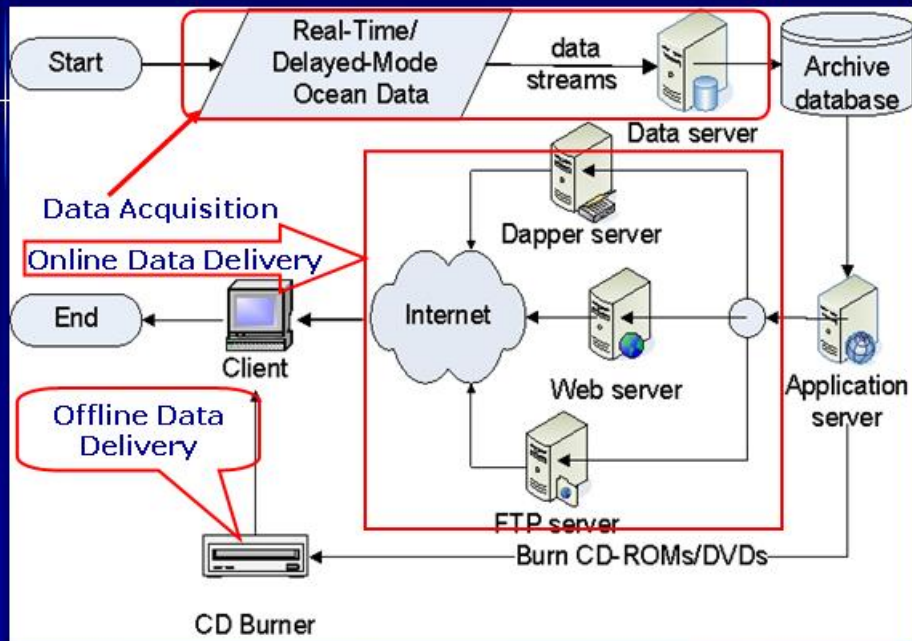 Start
Real-Time/
Delayed-Mode
Ocean Data
data
streams
Data server
Archive
database
Data Acquisition
Online Data Delivery
Dapper server
End
Client
Internet
Web server
Application
server
Offline Data
Delivery
FTP server
Burn CD-ROMs/DVDs
CD Burner